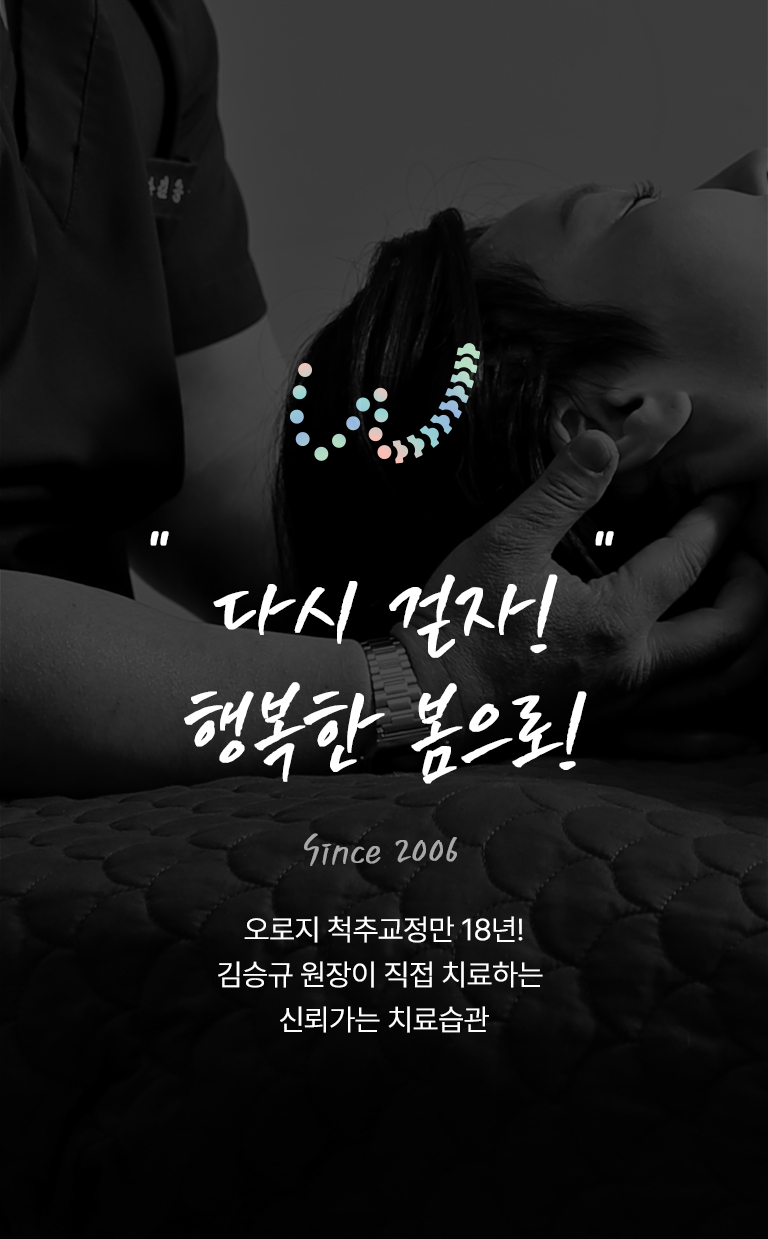 "다시 걷자!
행복한 봄으로!"
Since 2006
오로지 척추교정만 18년!
김승규 원장이 직접 치료하는
신뢰가는 치료습관